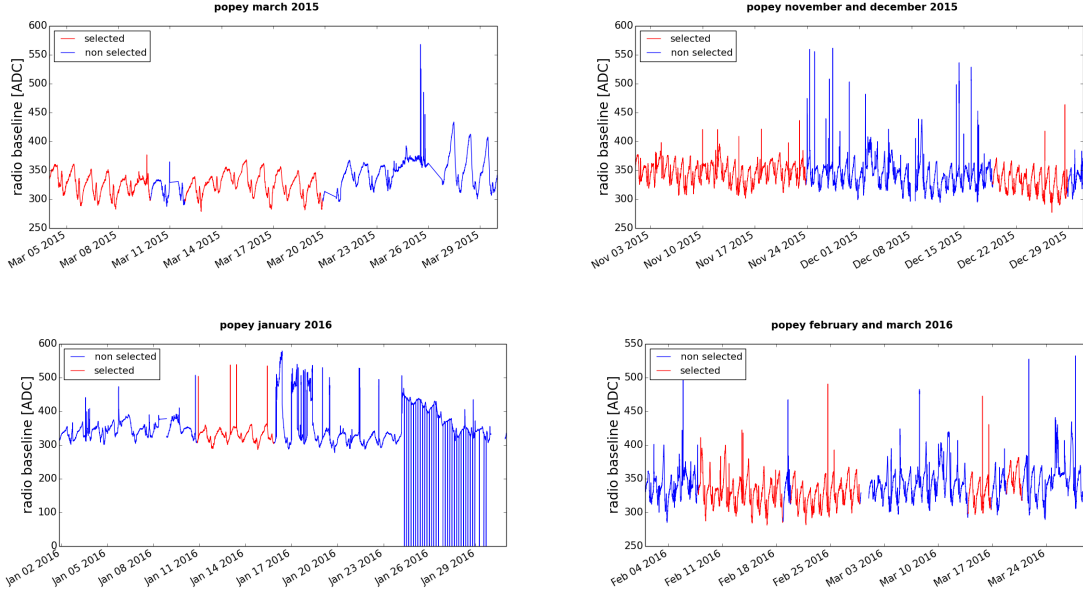 popey march 2015
600
550
500
450
400
350
300
250
radio baseline [ADC]
selected
non selected
Mar 05 2015
Mar 08 2015
Mar 11 2015
Mar 14 2015
Mar 17 2015
Mar 20 2015
Mar 23 2015
Mar 26 2015
Mar 29 2015
popey november and december 2015
600
550
500
450
400
350
300
250
radio baseline [ADC]
selected
non selected
Nov 03 2015
Nov 10 2015
Nov 17 2015
Nov 24 2015
Dec 01 2015
Dec 08 2015
Dec 15 2015
Dec 22 2015
Dec 29 2015
popey january 2016
600
500
400
300
200
100
0
radio baseline [ADC]
non selected
selected
Jan 02 2016
Jan 05 2016
Jan 08 2016
Jan 11 2016
Jan 14 2016
Jan 17 2016
Jan 20 2016
Jan 23 2016
Jan 26 2016
Jan 29 2016
popey february and march 2016
550
500
450
400
350
300
250
radio baseline [ADC]
non selected
selected
Feb 04 2016
Feb 11 2016
Feb 18 2016
Feb 25 2016
Mar 03 2016
Mar 10 2016
Mar 17 2016
Mar 24 2016